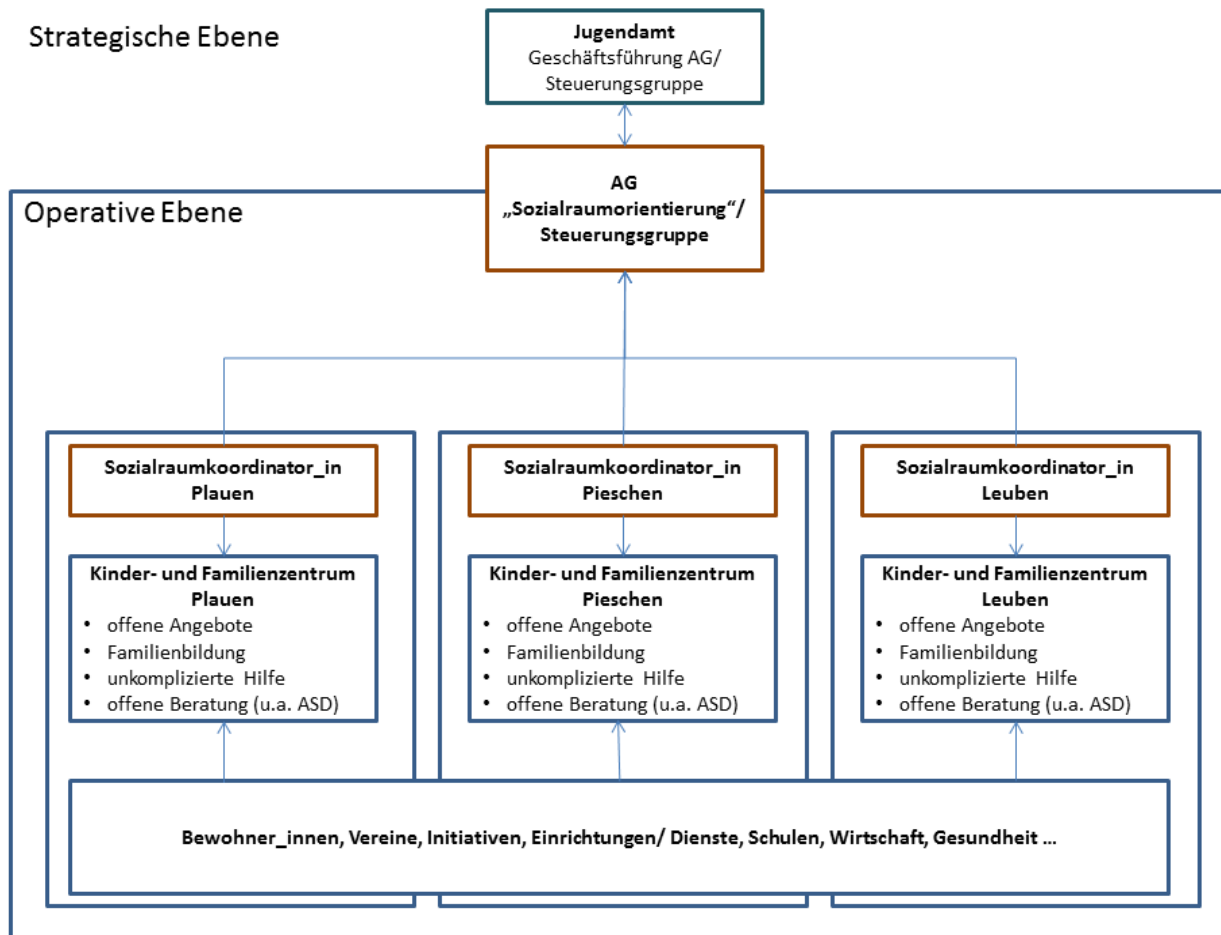 Strategische Ebene
Jugendamt
Geschäftsführung AG/
Steuerungsgruppe
Operative Ebene
AG
„Sozialraumorientierung“/
Steuerungsgruppe
Sozialraumkoordinator_in
Plauen
Sozialraumkoordinator_in
Pieschen
Sozialraumkoordinator_in
Leuben
Kinder- und Familienzentrum
Plauen
• offene Angebote
• Familienbildung
• unkomplizierte Hilfe
• offene Beratung (u.a. ASD)
Kinder- und Familienzentrum
Pieschen
• offene Angebote
• Familienbildung
• unkomplizierte Hilfe
• offene Beratung (u.a. ASD)
Kinder- und Familienzentrum
Leuben
• offene Angebote
• Familienbildung
• unkomplizierte Hilfe
• offene Beratung (u.a. ASD)
Bewohner_innen, Vereine, Initiativen, Einrichtungen/ Dienste, Schulen, Wirtschaft, Gesundheit ...